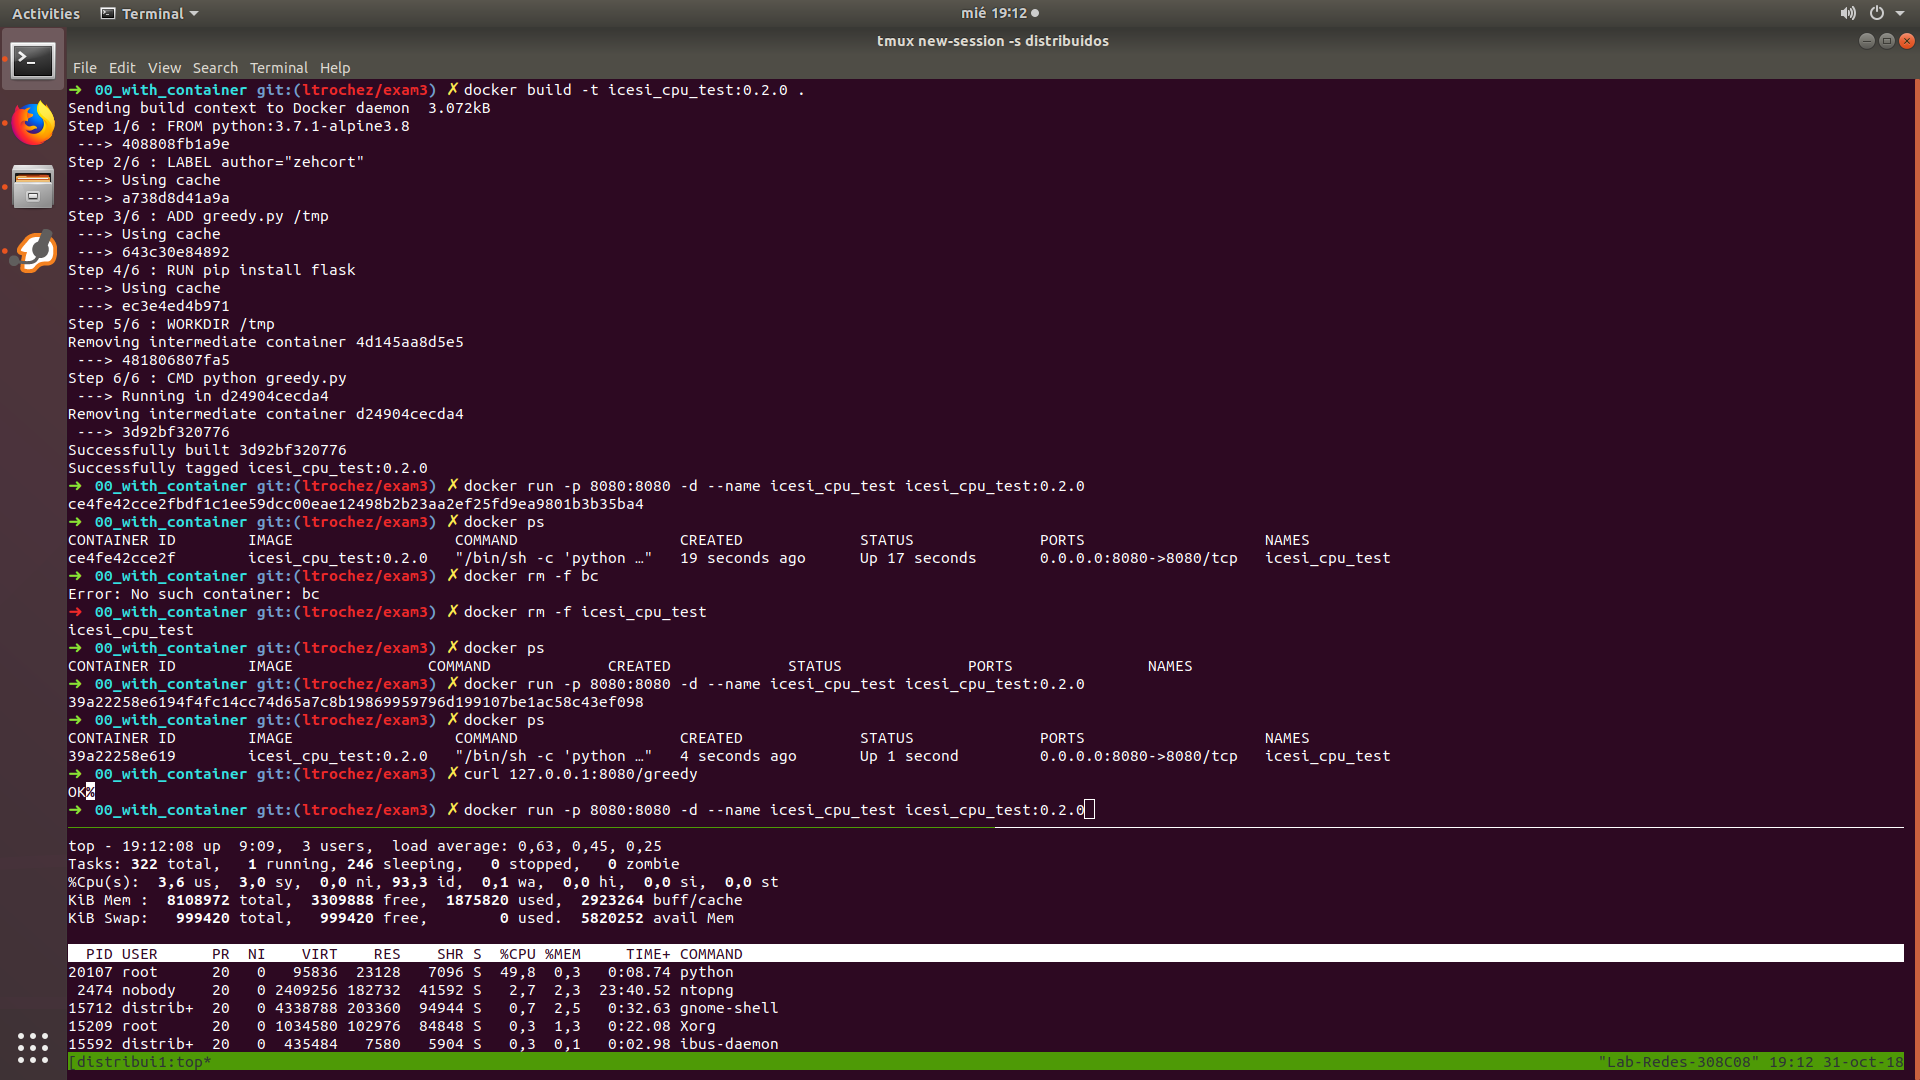 Activities Terminal mié 19:12
tmux new-session -s distribuidos
File Edit View Search Terminal Help
➜  00_with_container git:(ltrochez/exam3) ✗ docker build -t icesi_cpu_test:0.2.0 .
Sending build context to Docker daemon  3.072kB
Step 1/6 : FROM python:3.7.1-alpine3.8
 ---> 408808fb1a9e
Step 2/6 : LABEL author="zehcort"
 ---> Using cache
 ---> a738d8d41a9a
Step 3/6 : ADD greedy.py /tmp
 ---> Using cache
 ---> 643c30e84892
Step 4/6 : RUN pip install flask
 ---> Using cache
 ---> ec3e4ed4b971
Step 5/6 : WORKDIR /tmp
Removing intermediate container 4d145aa8d5e5
 ---> 481806807fa5
Step 6/6 : CMD python greedy.py
 ---> Running in d24904cecda4
Removing intermediate container d24904cecda4
 ---> 3d92bf320776
Successfully built 3d92bf320776
Successfully tagged icesi_cpu_test:0.2.0
➜  00_with_container git:(ltrochez/exam3) ✗ docker run -p 8080:8080 -d --name icesi_cpu_test icesi_cpu_test:0.2.0
ce4fe42cce2fbdf1c1ee59dcc00eae12498b2b23aa2ef25fd9ea9801b3b35ba4
➜  00_with_container git:(ltrochez/exam3) ✗ docker ps
CONTAINER ID        IMAGE                  COMMAND                  CREATED             STATUS              PORTS                    NAMES
ce4fe42cce2f        icesi_cpu_test:0.2.0   "/bin/sh -c 'python …"   19 seconds ago      Up 17 seconds       0.0.0.0:8080->8080/tcp   icesi_cpu_test
➜  00_with_container git:(ltrochez/exam3) ✗ docker rm -f bc
Error: No such container: bc
➜  00_with_container git:(ltrochez/exam3) ✗ docker rm -f icesi_cpu_test
icesi_cpu_test
➜  00_with_container git:(ltrochez/exam3) ✗ docker ps
CONTAINER ID        IMAGE               COMMAND             CREATED             STATUS              PORTS               NAMES
➜  00_with_container git:(ltrochez/exam3) ✗ docker run -p 8080:8080 -d --name icesi_cpu_test icesi_cpu_test:0.2.0
39a22258e6194f4fc14cc74d65a7c8b19869959796d199107be1ac58c43ef098
➜  00_with_container git:(ltrochez/exam3) ✗ docker ps
CONTAINER ID        IMAGE                  COMMAND                  CREATED             STATUS              PORTS                    NAMES
39a22258e619        icesi_cpu_test:0.2.0   "/bin/sh -c 'python …"   4 seconds ago       Up 1 second         0.0.0.0:8080->8080/tcp   icesi_cpu_test
➜  00_with_container git:(ltrochez/exam3) ✗ curl 127.0.0.1:8080/greedy
OK%
➜  00_with_container git:(ltrochez/exam3) ✗ docker run -p 8080:8080 -d --name icesi_cpu_test icesi_cpu_test:0.2.0
top - 19:12:08 up  9:09,  3 users,  load average: 0,63, 0,45, 0,25
Tasks: 322 total,   1 running, 246 sleeping,   0 stopped,   0 zombie
%Cpu(s):  3,6 us,  3,0 sy,  0,0 ni, 93,3 id,  0,1 wa,  0,0 hi,  0,0 si,  0,0 st
KiB Mem :  8108972 total,  3309888 free,  1875820 used,  2923264 buff/cache
KiB Swap:   999420 total,   999420 free,        0 used.  5820252 avail Mem
  PID USER      PR  NI    VIRT    RES    SHR S  %CPU %MEM     TIME+ COMMAND
20107 root      20   0   95836  23128   7096 S  49,8  0,3   0:08.74 python
 2474 nobody    20   0 2409256 182732  41592 S   2,7  2,3  23:40.52 ntopng
15712 distrib+  20   0 4338788 203360  94944 S   0,7  2,5   0:32.63 gnome-shell
15209 root      20   0 1034580 102976  84848 S   0,3  1,3   0:22.08 Xorg
15592 distrib+  20   0  435484   7580   5904 S   0,3  0,1   0:02.98 ibus-daemon
[distribui1:top* "Lab-Redes-308C08" 19:12 31-oct-18